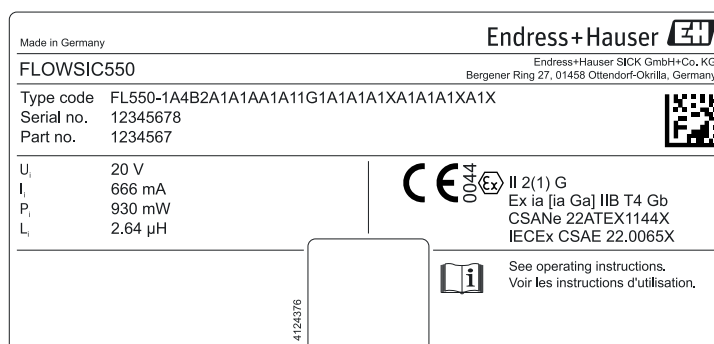 Made in Germany
Endress+Hauser EH
FLOWSIC550
Endress+Hauser SICK GmbH+Co. KG
Bergener Ring 27, 01458 Ottendorf-Okrilla, Germany
Type code FL550-1A4B2A1A1AA1A11G1A1A1A1XA1A1A1XA1X
Serial no. 12345678
Part no. 1234567
Ui 20 V
Ii 666 mA
Pi 930 mW
Li 2.64 µH
CE 0044 Ex II 2(1) G
Ex ia [ia Ga] IIB T4 Gb
CSANe 22ATEX1144X
IECEx CSAE 22.0065X
i See operating instructions.
Voir les instructions d'utilisation.
4124376